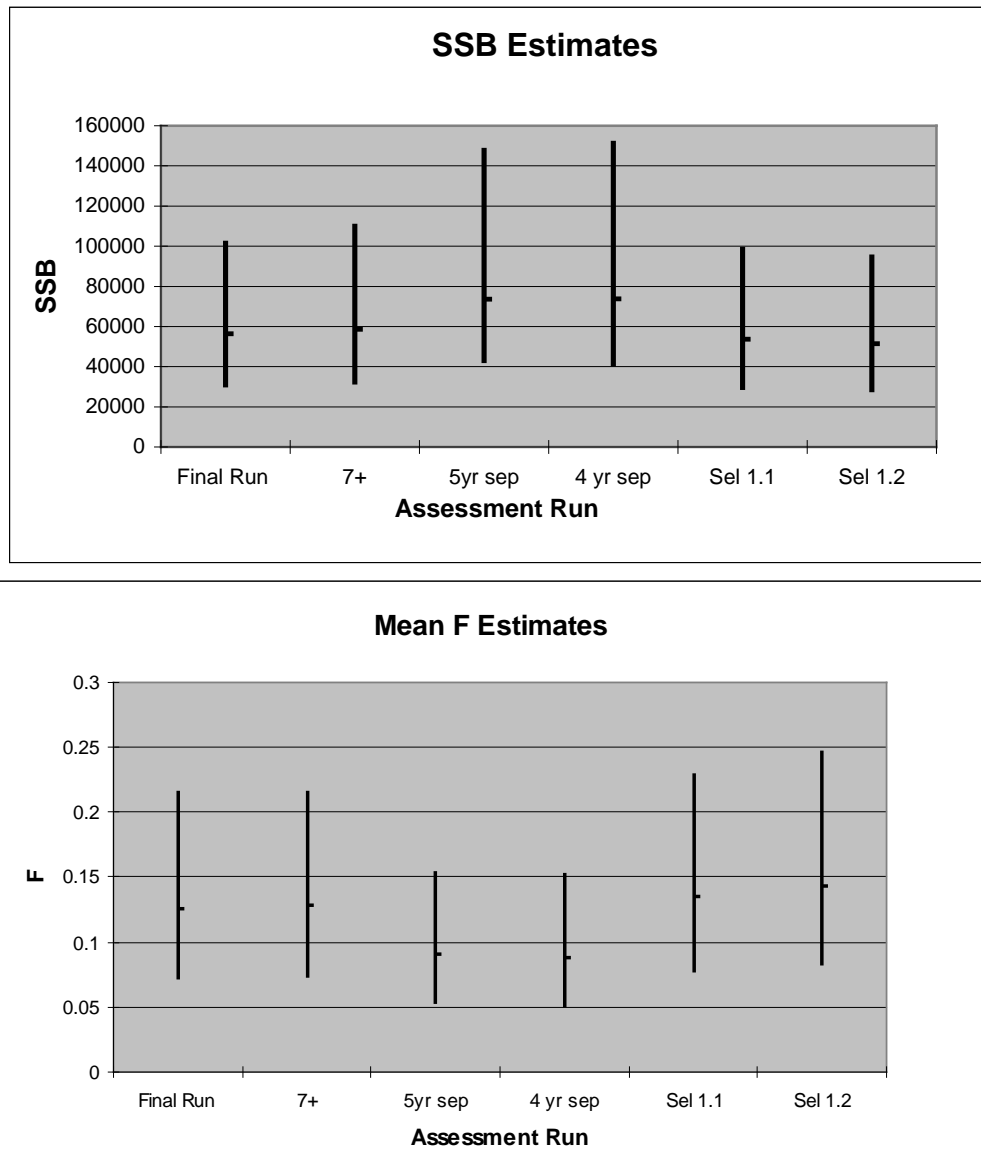 SSB Estimates
160000
140000
120000
100000
80000
60000
40000
20000
0
SSB
Final Run 7+ 5yr sep 4 yr sep Sel 1.1 Sel 1.2
Assessment Run
Mean F Estimates
0.3
0.25
0.2
0.15
0.1
0.05
0
F
Final Run 7+ 5yr sep 4 yr sep Sel 1.1 Sel 1.2
Assessment Run